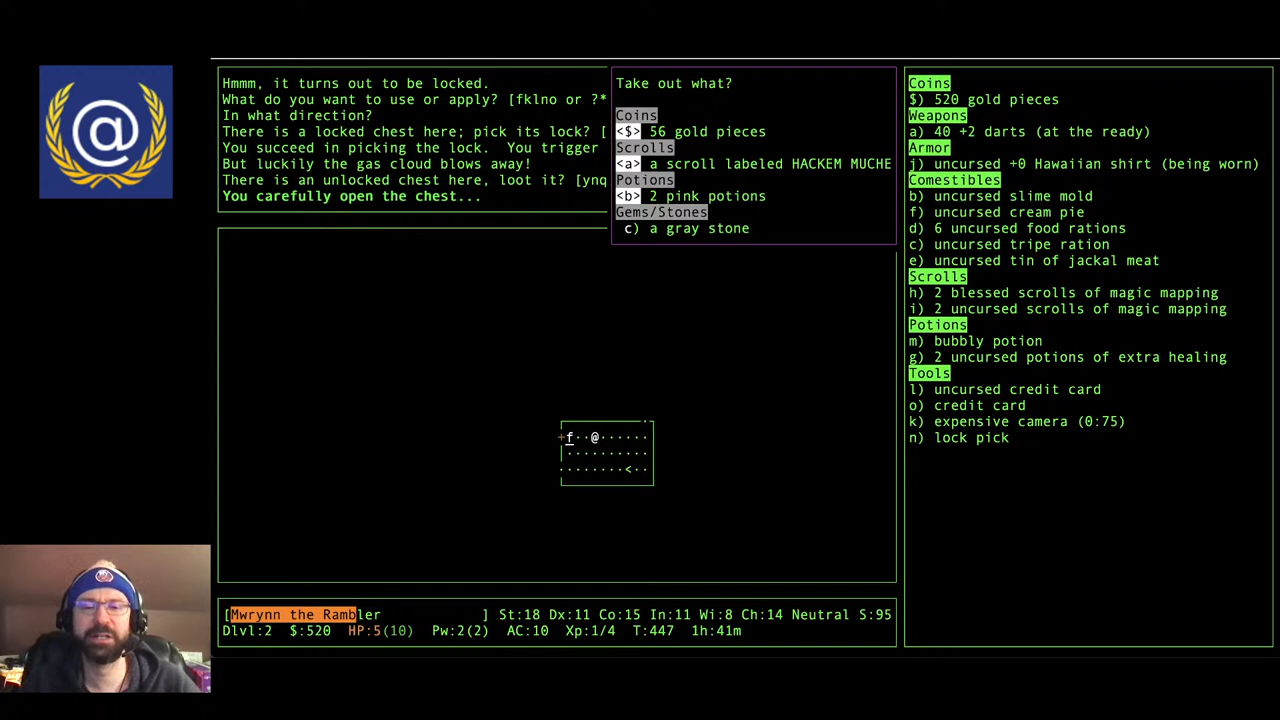 @
Hmmm, it turns out to be locked.
What do you want to use or apply? [fklno or ?*
In what direction?
There is a locked chest here; pick its lock? [
You succeed in picking the lock.  You trigger
But luckily the gas cloud blows away!
There is an unlocked chest here, loot it? [ynq
You carefully open the chest...
Take out what?
Coins
<$> 56 gold pieces
Scrolls
<a> a scroll labeled HACKEM MUCHE
Potions
<b> 2 pink potions
Gems/Stones
c) a gray stone
Coins
$) 520 gold pieces
Weapons
a) 40 +2 darts (at the ready)
Armor
j) uncursed +0 Hawaiian shirt (being worn)
Comestibles
b) uncursed slime mold
f) uncursed cream pie
d) 6 uncursed food rations
c) uncursed tripe ration
e) uncursed tin of jackal meat
Scrolls
h) 2 blessed scrolls of magic mapping
i) 2 uncursed scrolls of magic mapping
Potions
m) bubbly potion
g) 2 uncursed potions of extra healing
Tools
l) uncursed credit card
o) credit card
k) expensive camera (0:75)
n) lock pick
+f··@······
··········
········<··
[Mwrynn the Rambler ] St:18 Dx:11 Co:15 In:11 Wi:8 Ch:14 Neutral S:95
Dlvl:2 $:520 HP:5(10) Pw:2(2) AC:10 Xp:1/4 T:447 1h:41m